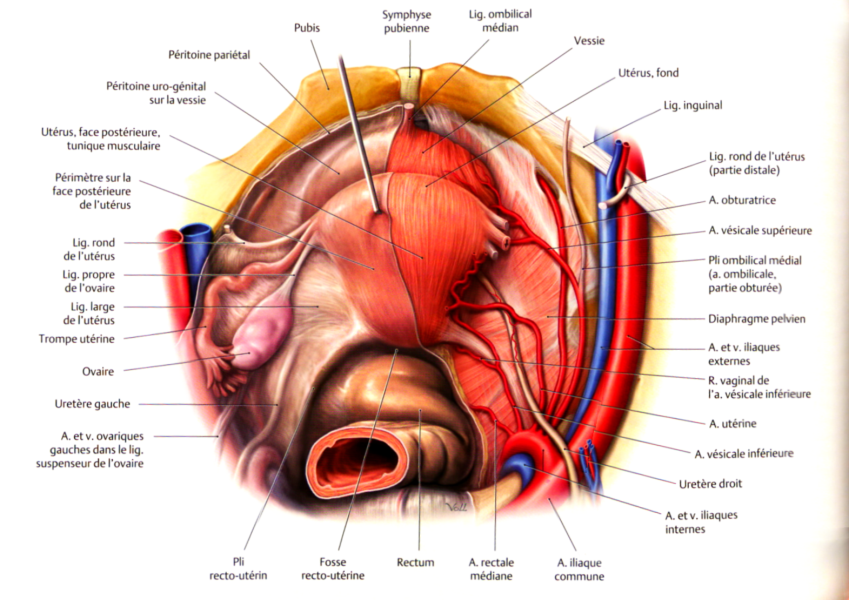 Symphyse
pubienne
Lig. ombilical
médian
Pubis
Vessie
Péritoine pariétal
Utérus, fond
Péritoine uro-génital
sur la vessie
Lig. inguinal
Utérus, face postérieure,
tunique musculaire
Lig. rond de l'utérus
(partie distale)
Périmètre sur la
face postérieure
de l'utérus
A. obturatrice
A. vésicale supérieure
Lig. rond
de l'utérus
Pli ombilical médial
(a. ombilicale,
partie obturée)
Lig. propre
de l'ovaire
Lig. large
de l'utérus
Diaphragme pelvien
Trompe utérine
A. et v. iliaques
externes
Ovaire
R. vaginal de
l'a. vésicale inférieure
Uretère gauche
A. utérine
A. et v. ovariques
gauches dans le lig.
suspenseur de l'ovaire
A. vésicale inférieure
Uretère droit
A. et v. iliaques
internes
Voll
Pli
recto-utérin
Fosse
recto-utérine
Rectum
A. rectale
médiane
A. iliaque
commune